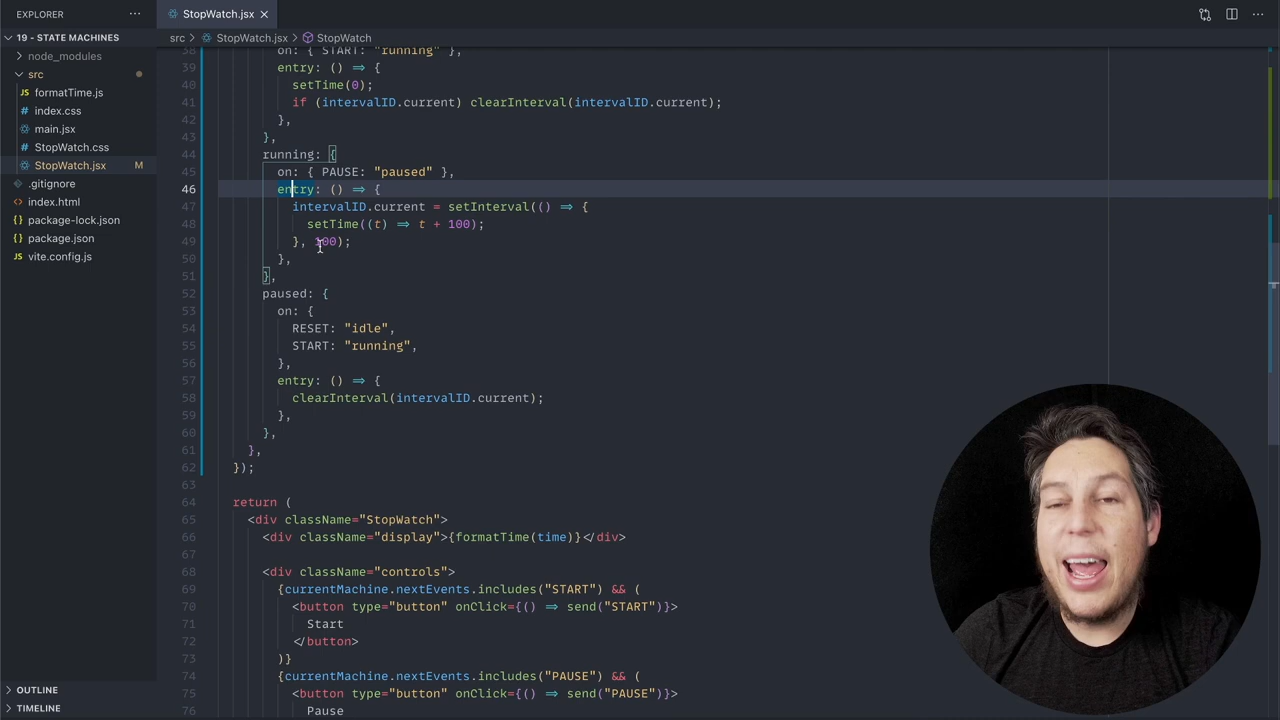 EXPLORER
StopWatch.jsx
19 - STATE MACHINES
node_modules
src
formatTime.js
index.css
main.jsx
StopWatch.css
StopWatch.jsx M
.gitignore
index.html
package-lock.json
package.json
vite.config.js
OUTLINE
TIMELINE
src > StopWatch.jsx > StopWatch
38 on: { START: "running" },
39 entry: () => {
40 setTime(0);
41 if (intervalID.current) clearInterval(intervalID.current);
42 },
43 },
44 running: {
45 on: { PAUSE: "paused" },
46 entry: () => {
47 intervalID.current = setInterval(() => {
48 setTime((t) => t + 100);
49 }, 100);
50 },
51 },
52 paused: {
53 on: {
54 RESET: "idle",
55 START: "running",
56 },
57 entry: () => {
58 clearInterval(intervalID.current);
59 },
60 },
61 },
62 });
63
64 return (
65 <div className="StopWatch">
66 <div className="display">{formatTime(time)}</div>
67
68 <div className="controls">
69 {currentMachine.nextEvents.includes("START") && (
70 <button type="button" onClick={() => send("START")}>
71 Start
72 </button>
73 )}
74 {currentMachine.nextEvents.includes("PAUSE") && (
75 <button type="button" onClick={() => send("PAUSE")}>
76 Pause